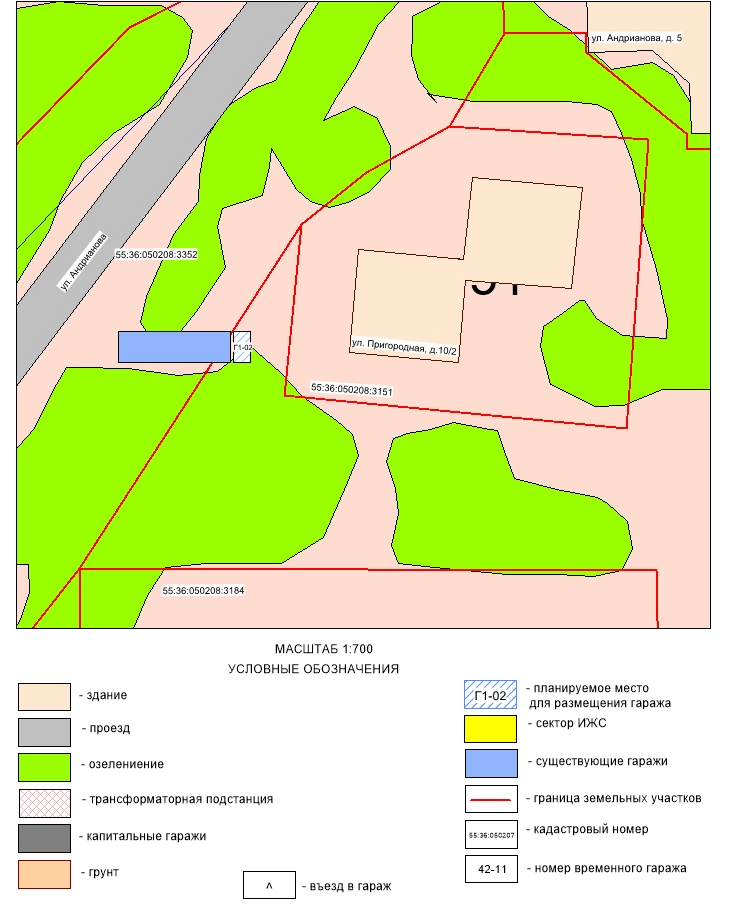 ул. Андрианова, д. 5
ул. Андрианова
55:36:050208:3352
Г1-02
ул. Пригородная, д.10/2
55:36:050208:3151
55:36:050208:3184
МАСШТАБ 1:700
УСЛОВНЫЕ ОБОЗНАЧЕНИЯ
- здание
- проезд
- озеленение
- трансформаторная подстанция
- капитальные гаражи
- грунт
^ - въезд в гараж
Г1-02 - планируемое место
для размещения гаража
- сектор ИЖС
- существующие гаражи
- граница земельных участков
55:36:050207 - кадастровый номер
42-11 - номер временного гаража